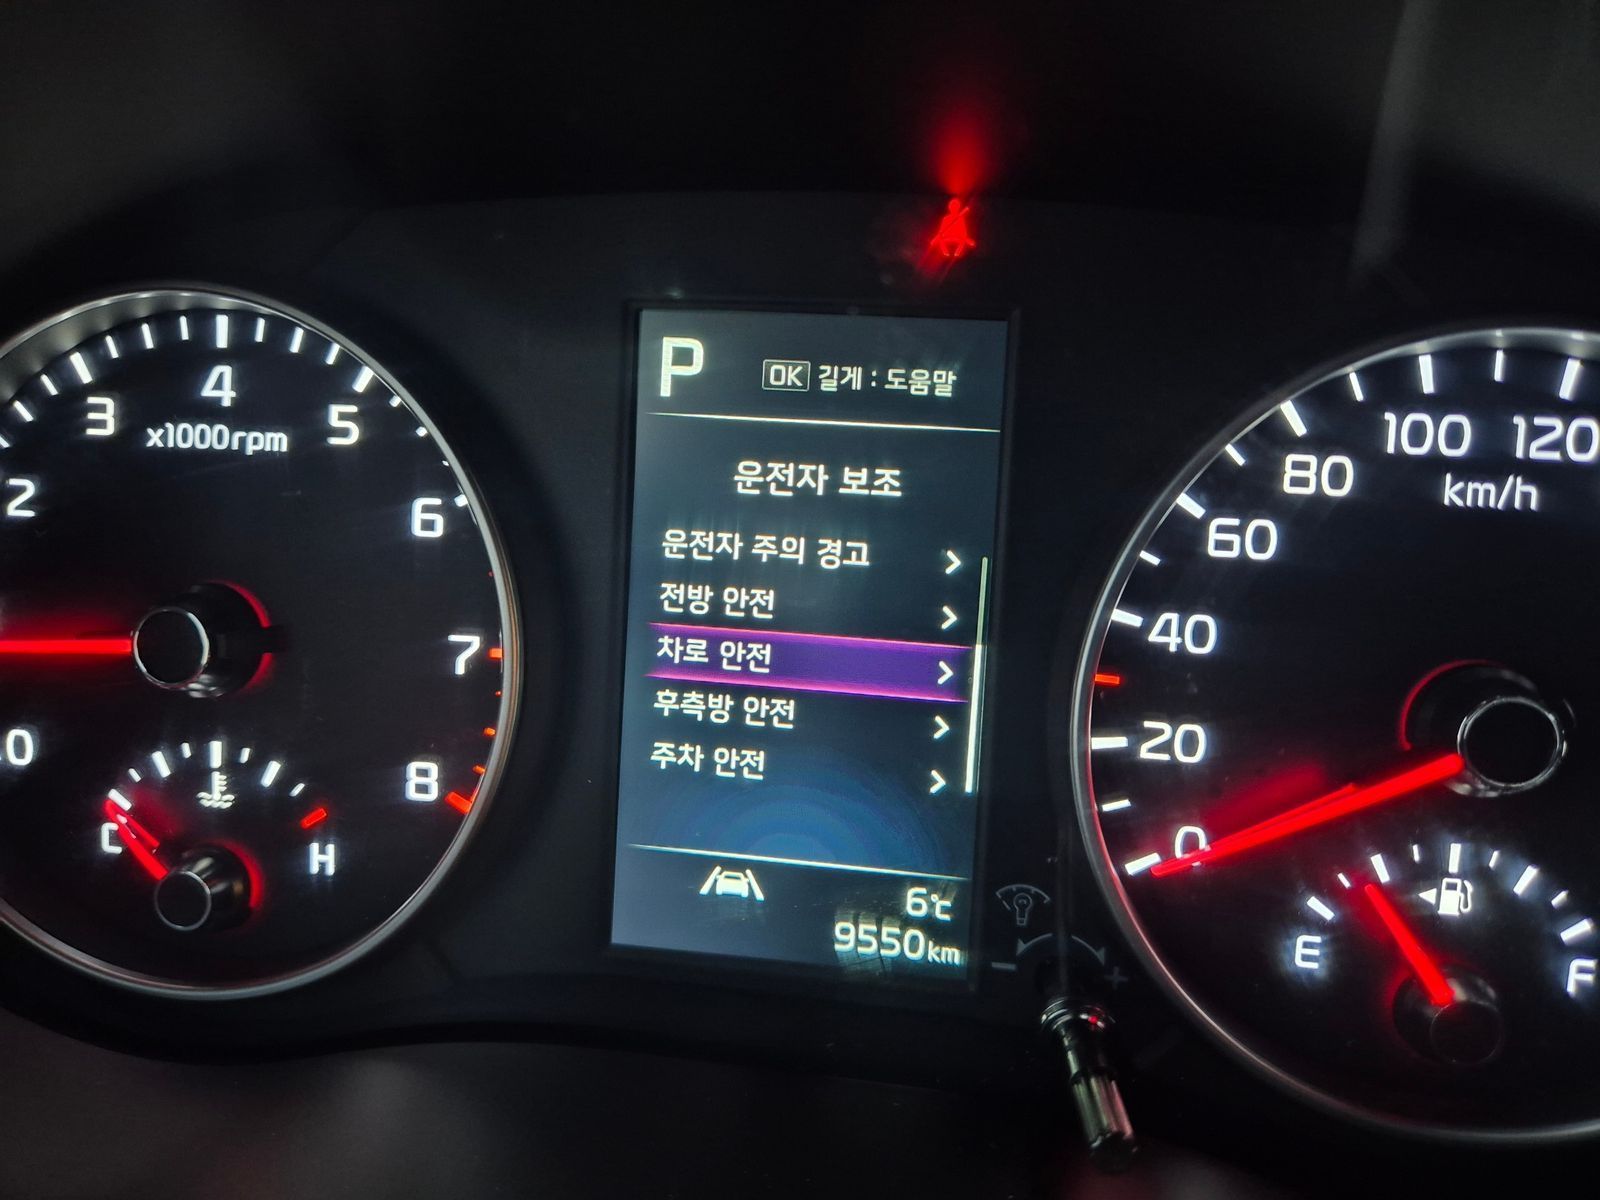 P
OK 길게 : 도움말
운전자 보조
운전자 주의 경고
전방 안전
차로 안전
후측방 안전
주차 안전
6℃
9550km
0
2
3
4
5
6
7
8
x1000rpm
C
H
0
20
40
60
80
100
120
km/h
E
F
- +